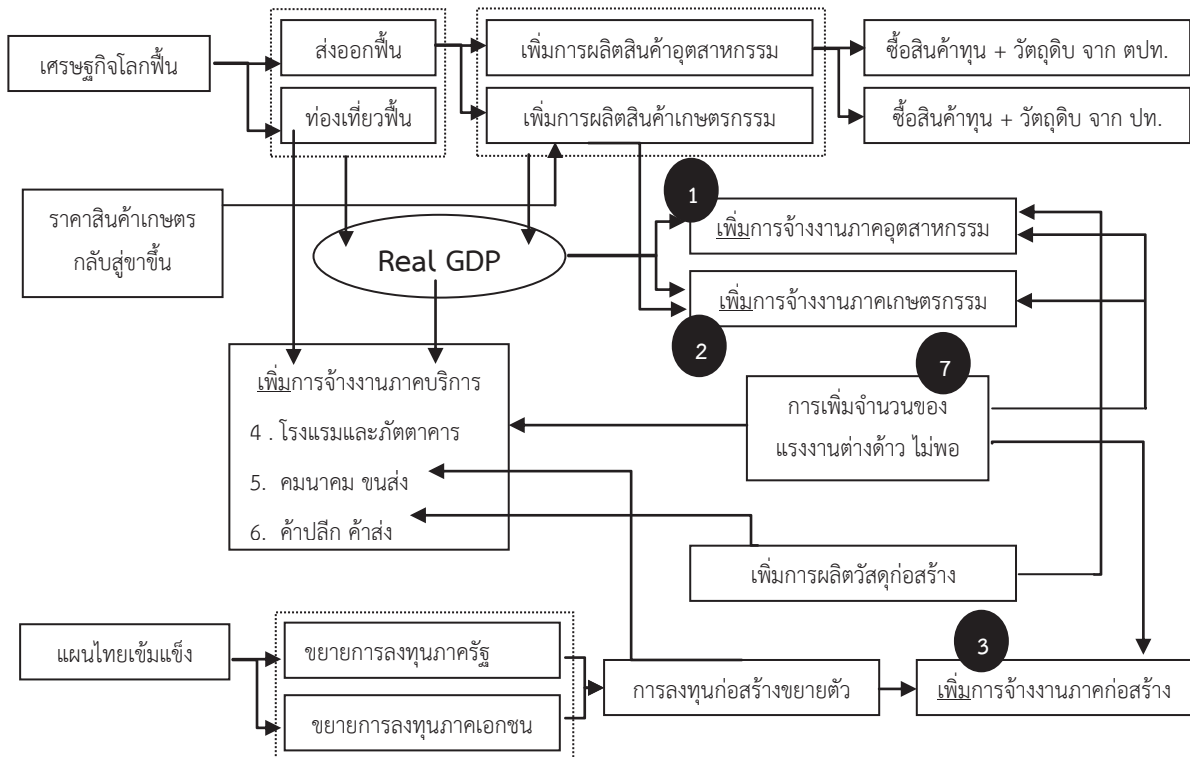 เศรษฐกิจโลกฟื้น
ส่งออกฟื้น
ท่องเที่ยวฟื้น
เพิ่มการผลิตสินค้าอุตสาหกรรม
เพิ่มการผลิตสินค้าเกษตรกรรม
ซื้อสินค้าทุน + วัตถุดิบ จาก ตปท.
ซื้อสินค้าทุน + วัตถุดิบ จาก ปท.
ราคาสินค้าเกษตร
กลับสู่ขาขึ้น
Real GDP
1
เพิ่มการจ้างงานภาคอุตสาหกรรม
เพิ่มการจ้างงานภาคเกษตรกรรม
2
เพิ่มการจ้างงานภาคบริการ
4 . โรงแรมและภัตตาคาร
5. คมนาคม ขนส่ง
6. ค้าปลีก ค้าส่ง
7
การเพิ่มจำนวนของ
แรงงานต่างด้าว ไม่พอ
เพิ่มการผลิตวัสดุก่อสร้าง
แผนไทยเข้มแข็ง
ขยายการลงทุนภาครัฐ
ขยายการลงทุนภาคเอกชน
การลงทุนก่อสร้างขยายตัว
3
เพิ่มการจ้างงานภาคก่อสร้าง